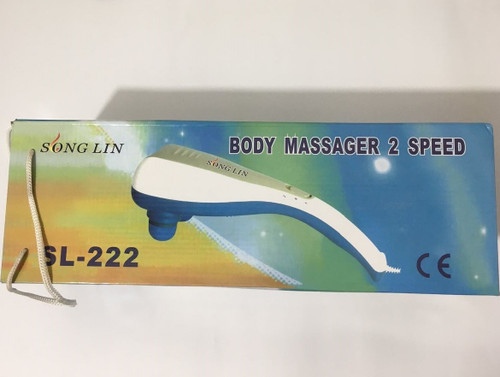 SONG LIN
BODY MASSAGER 2 SPEED
SONG LIN
SL-222
CE